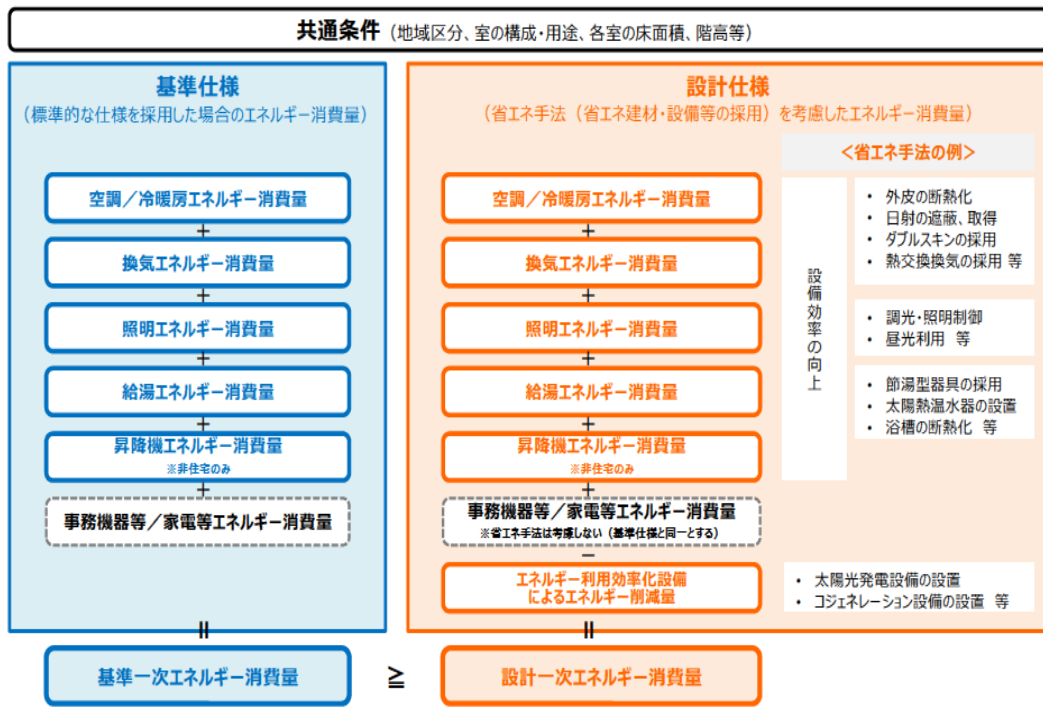 共通条件（地域区分、室の構成・用途、各室の床面積、階高等）
基準仕様
（標準的な仕様を採用した場合のエネルギー消費量）
空調／冷暖房エネルギー消費量
＋
換気エネルギー消費量
＋
照明エネルギー消費量
＋
給湯エネルギー消費量
＋
昇降機エネルギー消費量
※非住宅のみ
＋
事務機器等／家電等エネルギー消費量
＝
基準一次エネルギー消費量
≧
設計仕様
（省エネ手法（省エネ建材・設備等の採用）を考慮したエネルギー消費量）
空調／冷暖房エネルギー消費量
＋
換気エネルギー消費量
＋
照明エネルギー消費量
＋
給湯エネルギー消費量
＋
昇降機エネルギー消費量
※非住宅のみ
＋
事務機器等／家電等エネルギー消費量
※省エネ手法は考慮しない（基準仕様と同一とする）
－
エネルギー利用効率化設備
によるエネルギー削減量
＝
設計一次エネルギー消費量
＜省エネ手法の例＞
設備効率の向上
• 外皮の断熱化
• 日射の遮蔽、取得
• ダブルスキンの採用
• 熱交換換気の採用 等
• 調光・照明制御
• 昼光利用 等
• 節湯型器具の採用
• 太陽熱温水器の設置
• 浴槽の断熱化 等
• 太陽光発電設備の設置
• コジェネレーション設備の設置 等